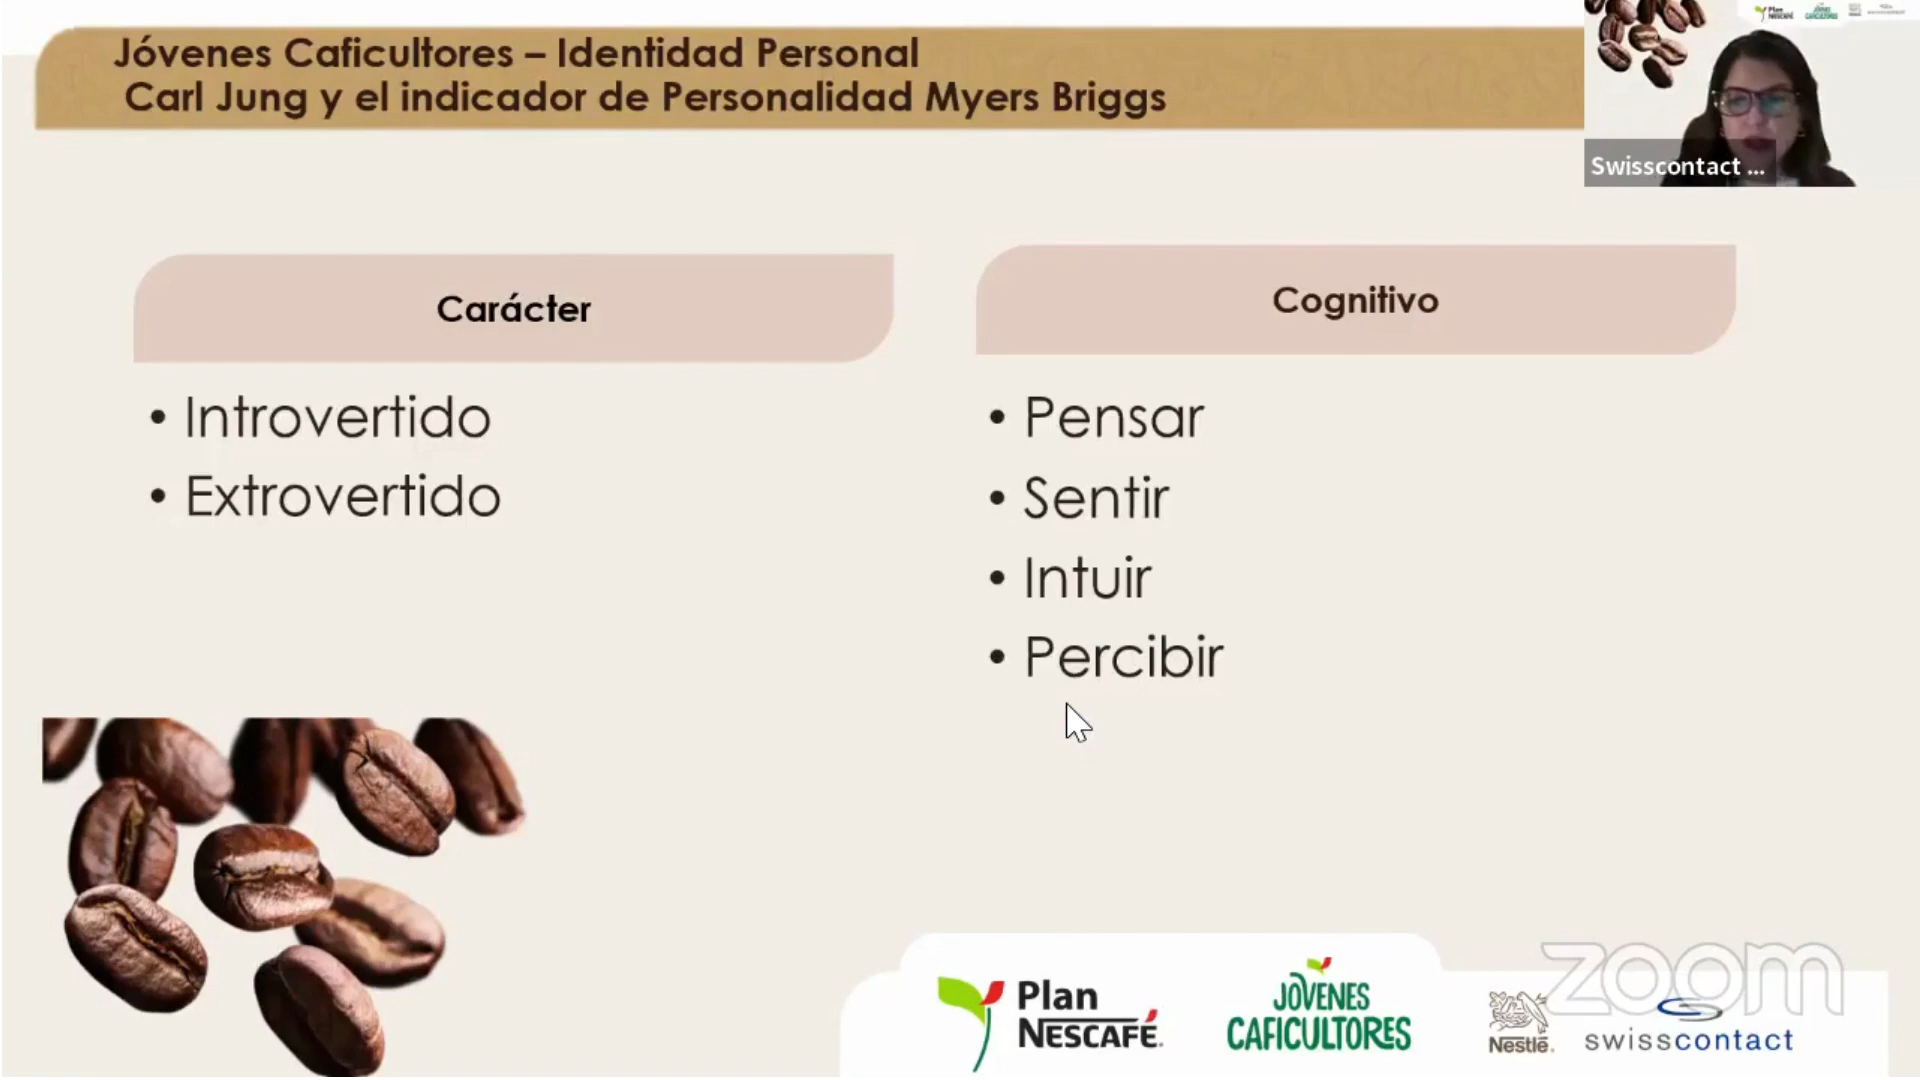 Jóvenes Caficultores – Identidad Personal
Carl Jung y el indicador de Personalidad Myers Briggs
Swisscontact ...
Carácter
• Introvertido
• Extrovertido
Cognitivo
• Pensar
• Sentir
• Intuir
• Percibir
Plan
NESCAFÉ.
JÓVENES
CAFICULTORES
Nestlé.
zoom
swisscontact